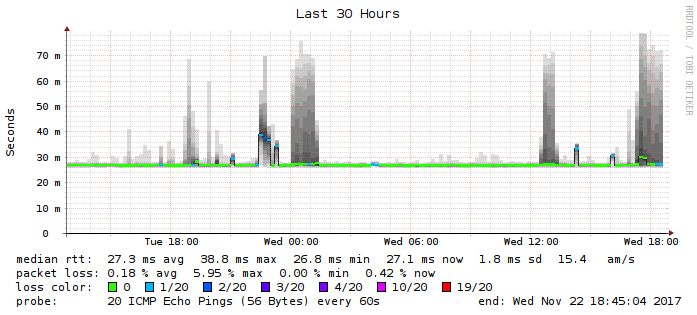 Last 30 Hours
RRDTOOL / TOBI OETIKER
Seconds
70 m
60 m
50 m
40 m
30 m
20 m
10 m
0
Tue 18:00 Wed 00:00 Wed 06:00 Wed 12:00 Wed 18:00
median rtt: 27.3 ms avg 38.8 ms max 26.8 ms min 27.1 ms now 1.8 ms sd 15.4 am/s
packet loss: 0.18 % avg 5.95 % max 0.00 % min 0.42 % now
loss color: 0 1/20 2/20 3/20 4/20 10/20 19/20
probe: 20 ICMP Echo Pings (56 Bytes) every 60s end: Wed Nov 22 18:45:04 2017